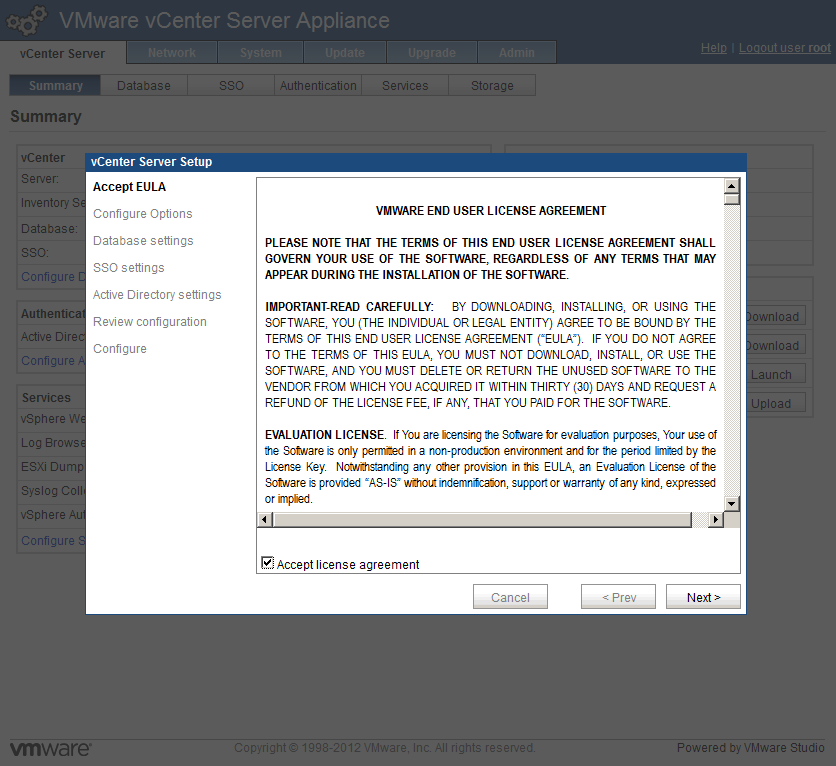 VMware vCenter Server Appliance
vCenter Server
Network
System
Update
Upgrade
Admin
Help | Logout user root
Summary
Database
SSO
Authentication
Services
Storage
Summary
vCenter
Server:
Inventory Se
Database:
SSO:
Configure D
Authenticat
Active Direct
Configure A
Services
vSphere We
Log Browse
ESXi Dump
Syslog Coll
vSphere Aut
Configure S
Download
Download
Launch
Upload
vCenter Server Setup
Accept EULA
Configure Options
Database settings
SSO settings
Active Directory settings
Review configuration
Configure
VMWARE END USER LICENSE AGREEMENT
PLEASE NOTE THAT THE TERMS OF THIS END USER LICENSE AGREEMENT SHALL
GOVERN YOUR USE OF THE SOFTWARE, REGARDLESS OF ANY TERMS THAT MAY
APPEAR DURING THE INSTALLATION OF THE SOFTWARE.
IMPORTANT-READ CAREFULLY: BY DOWNLOADING, INSTALLING, OR USING THE
SOFTWARE, YOU (THE INDIVIDUAL OR LEGAL ENTITY) AGREE TO BE BOUND BY THE
TERMS OF THIS END USER LICENSE AGREEMENT (“EULA”). IF YOU DO NOT AGREE
TO THE TERMS OF THIS EULA, YOU MUST NOT DOWNLOAD, INSTALL, OR USE THE
SOFTWARE, AND YOU MUST DELETE OR RETURN THE UNUSED SOFTWARE TO THE
VENDOR FROM WHICH YOU ACQUIRED IT WITHIN THIRTY (30) DAYS AND REQUEST A
REFUND OF THE LICENSE FEE, IF ANY, THAT YOU PAID FOR THE SOFTWARE.
EVALUATION LICENSE. If You are licensing the Software for evaluation purposes, Your use of
the Software is only permitted in a non-production environment and for the period limited by the
License Key. Notwithstanding any other provision in this EULA, an Evaluation License of the
Software is provided “AS-IS” without indemnification, support or warranty of any kind, expressed
or implied.
Accept license agreement
Cancel
< Prev
Next >
vmware
Copyright © 1998-2012 VMware, Inc. All rights reserved.
Powered by VMware Studio